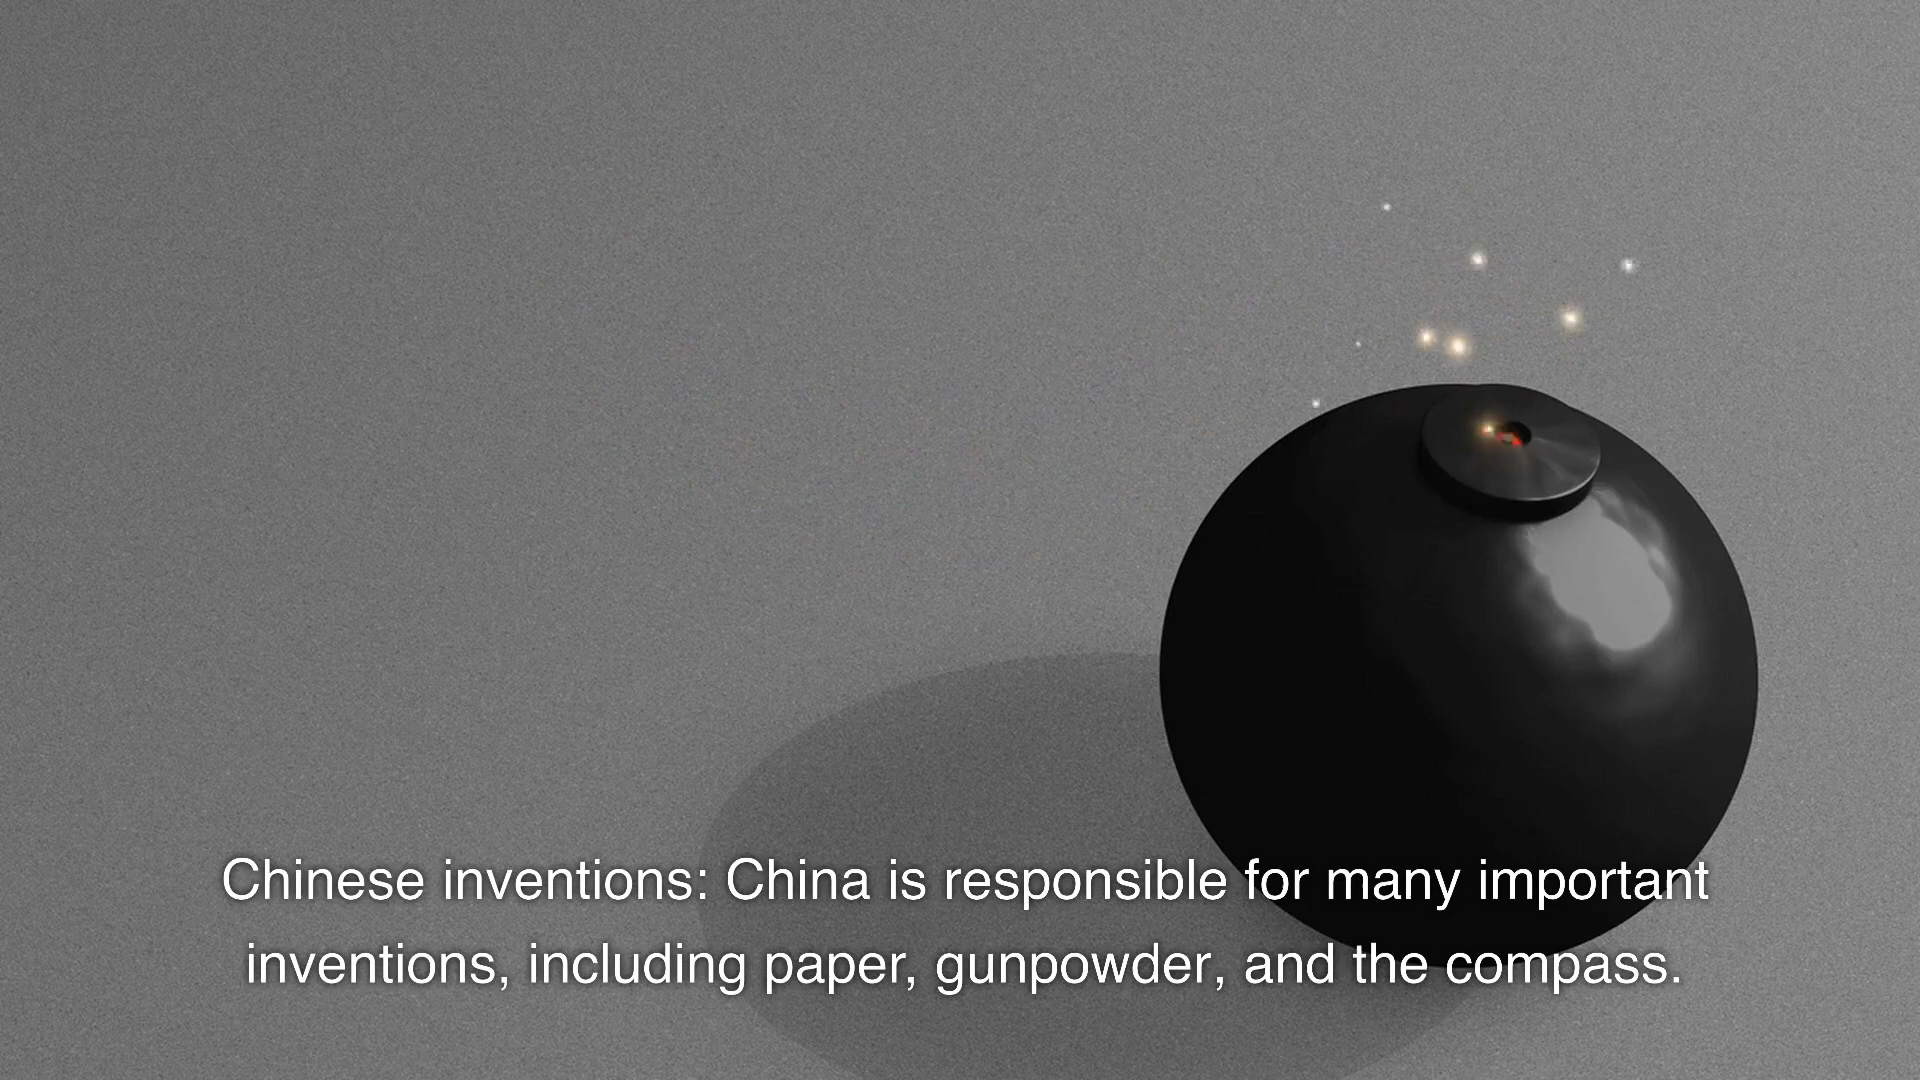 Chinese inventions: China is responsible for many important
inventions, including paper, gunpowder, and the compass.